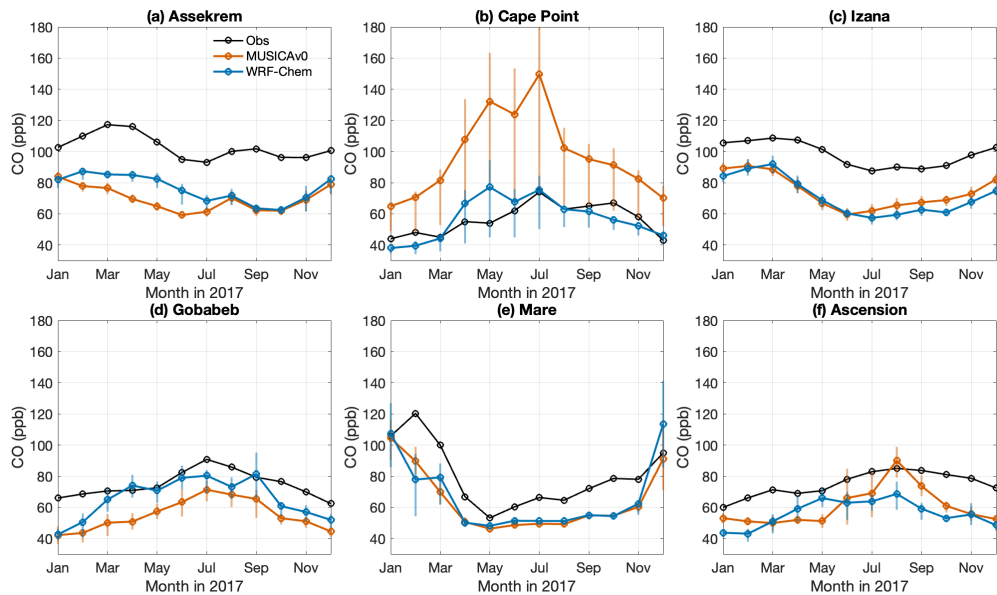 (a) Assekrem
(b) Cape Point
(c) Izana
180
160
140
120
100
80
60
40
CO (ppb)
Obs
MUSICAv0
WRF-Chem
Jan Mar May Jul Sep Nov
Month in 2017
180
160
140
120
100
80
60
40
CO (ppb)
Jan Mar May Jul Sep Nov
Month in 2017
180
160
140
120
100
80
60
40
CO (ppb)
Jan Mar May Jul Sep Nov
Month in 2017
(d) Gobabeb
(e) Mare
(f) Ascension
180
160
140
120
100
80
60
40
CO (ppb)
Jan Mar May Jul Sep Nov
Month in 2017
180
160
140
120
100
80
60
40
CO (ppb)
Jan Mar May Jul Sep Nov
Month in 2017
180
160
140
120
100
80
60
40
CO (ppb)
Jan Mar May Jul Sep Nov
Month in 2017